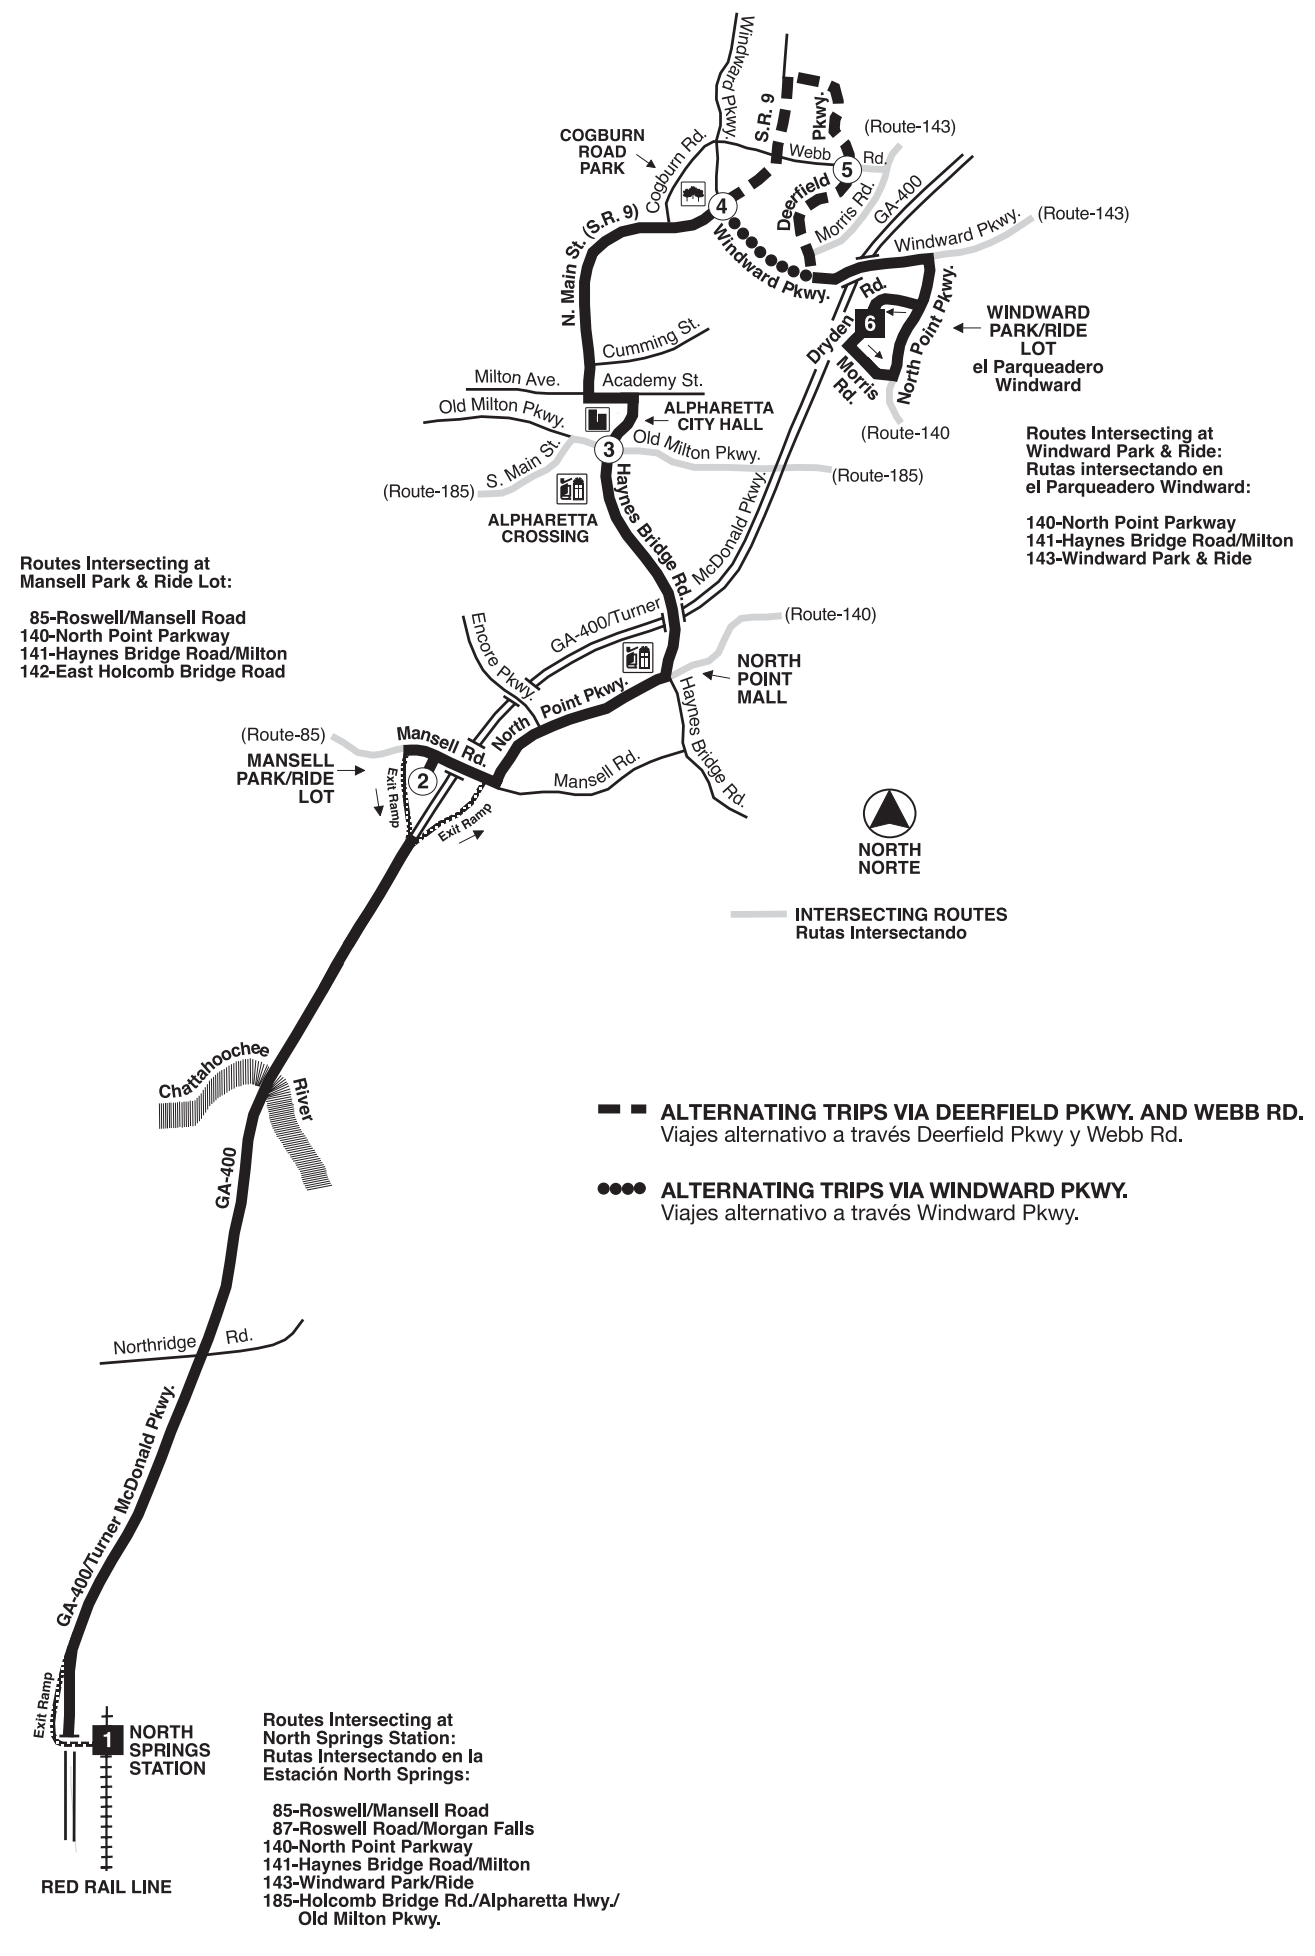 Windward Pkwy.
S.R. 9
Pkwy.
(Route-143)
COGBURN
ROAD
PARK
Cogburn Rd.
Webb Rd.
5
Deerfield
Morris Rd.
GA-400
4
N. Main St. (S.R. 9)
Windward Pkwy.
Windward Pkwy.
(Route-143)
Dryden Rd.
6
North Point Pkwy.
Morris
Rd.
WINDWARD
PARK/RIDE
LOT
el Parqueadero
Windward
Cumming St.
Milton Ave.
Academy St.
Old Milton Pkwy.
ALPHARETTA
CITY HALL
(Route-140
3
Old Milton Pkwy.
S. Main St.
(Route-185)
(Route-185)
ALPHARETTA
CROSSING
Haynes Bridge Rd.
McDonald Pkwy.
Routes Intersecting at
Windward Park & Ride:
Rutas intersectando en
el Parqueadero Windward:
140-North Point Parkway
141-Haynes Bridge Road/Milton
143-Windward Park & Ride
Routes Intersecting at
Mansell Park & Ride Lot:
85-Roswell/Mansell Road
140-North Point Parkway
141-Haynes Bridge Road/Milton
142-East Holcomb Bridge Road
GA-400/Turner
Encore Pkwy.
(Route-140)
NORTH
POINT
MALL
North Point Pkwy.
Haynes Bridge Rd.
(Route-85)
Mansell Rd.
MANSELL
PARK/RIDE
LOT
2
Exit Ramp
Exit Ramp
Mansell Rd.
NORTH
NORTE
INTERSECTING ROUTES
Rutas Intersectando
Chattahoochee
River
GA-400
ALTERNATING TRIPS VIA DEERFIELD PKWY. AND WEBB RD.
Viajes alternativo a través Deerfield Pkwy y Webb Rd.
ALTERNATING TRIPS VIA WINDWARD PKWY.
Viajes alternativo a través Windward Pkwy.
Northridge Rd.
GA-400/Turner McDonald Pkwy.
Exit Ramp
1
NORTH
SPRINGS
STATION
RED RAIL LINE
Routes Intersecting at
North Springs Station:
Rutas Intersectando en la
Estación North Springs:
85-Roswell/Mansell Road
87-Roswell Road/Morgan Falls
140-North Point Parkway
141-Haynes Bridge Road/Milton
143-Windward Park/Ride
185-Holcomb Bridge Rd./Alpharetta Hwy./
Old Milton Pkwy.